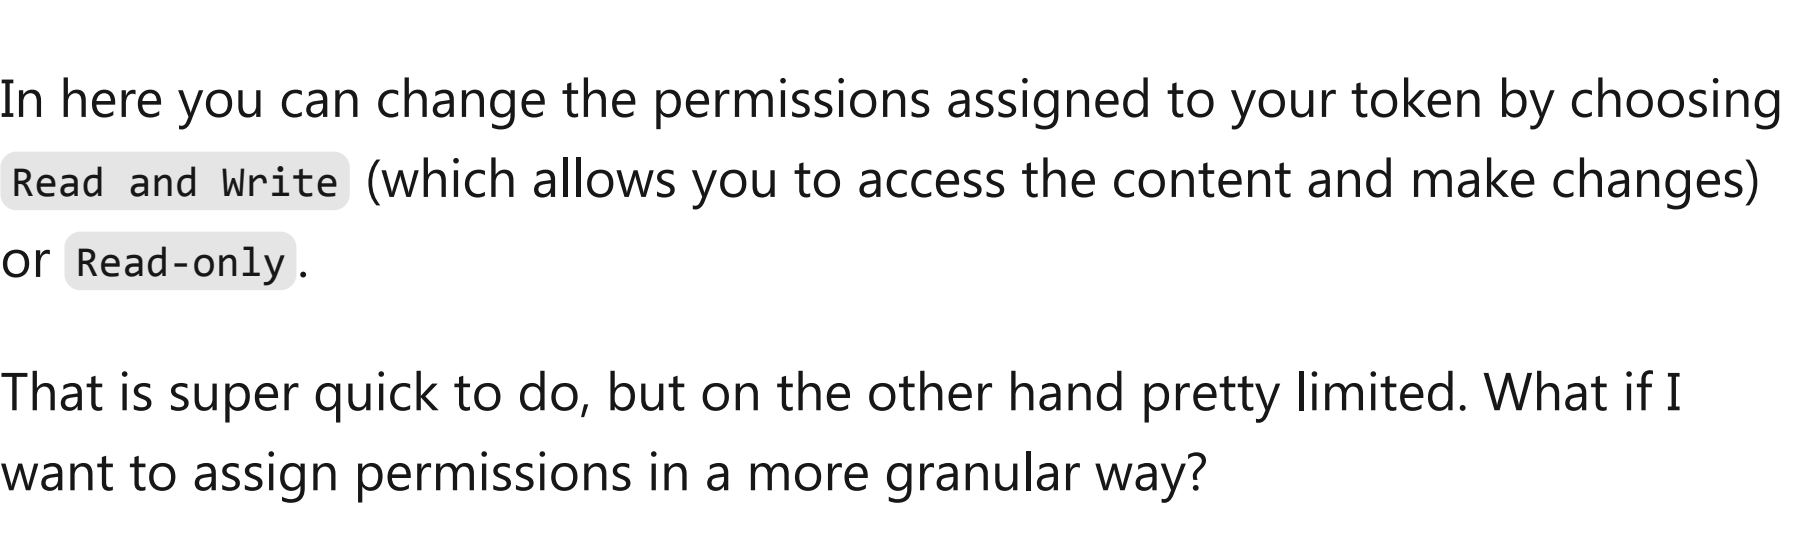 In here you can change the permissions assigned to your token by choosing
Read and Write (which allows you to access the content and make changes)
or Read-only.
That is super quick to do, but on the other hand pretty limited. What if I
want to assign permissions in a more granular way?